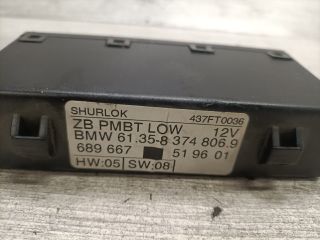 SHURLOK 437FT0036
ZB PMBT LOW 12V
BMW 61.35-8 374 806.9
689 667 51 96 01
HW:05 SW:08